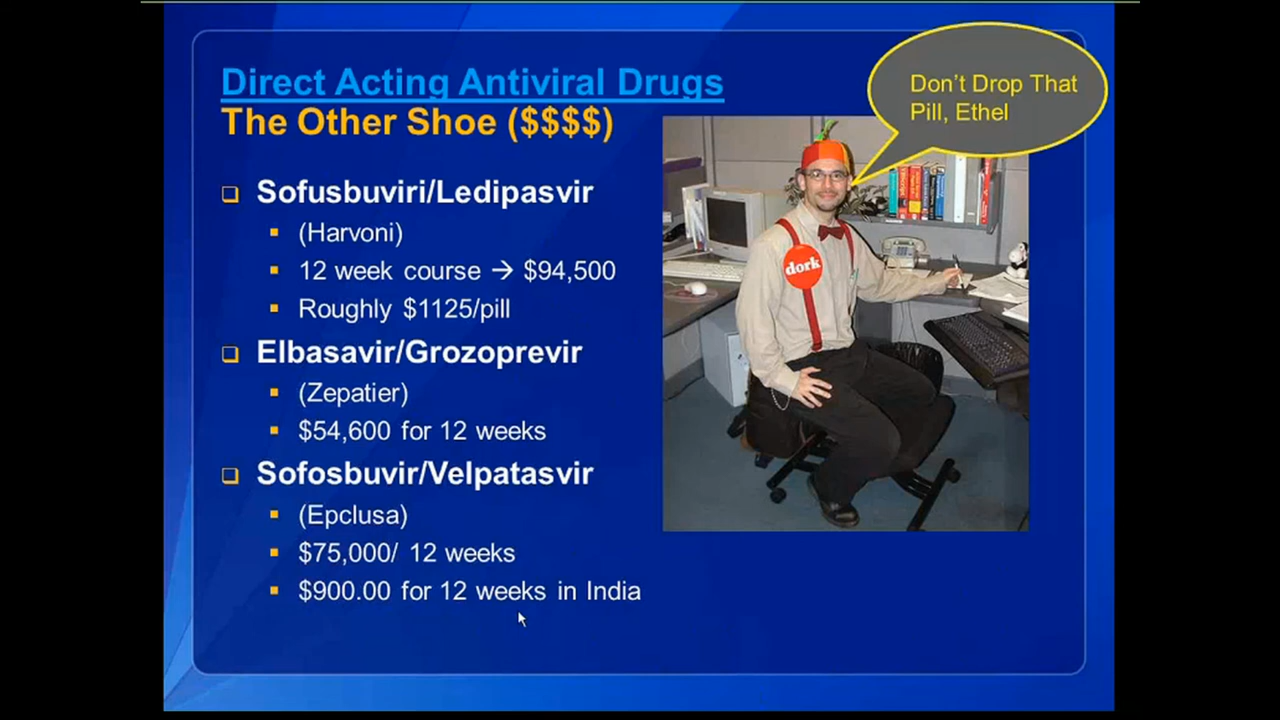 Direct Acting Antiviral Drugs
The Other Shoe ($$$$)
Don't Drop That
Pill, Ethel
Sofusbuviri/Ledipasvir
(Harvoni)
12 week course → $94,500
Roughly $1125/pill
Elbasavir/Grozoprevir
(Zepatier)
$54,600 for 12 weeks
Sofosbuvir/Velpatasvir
(Epclusa)
$75,000/ 12 weeks
$900.00 for 12 weeks in India
dork